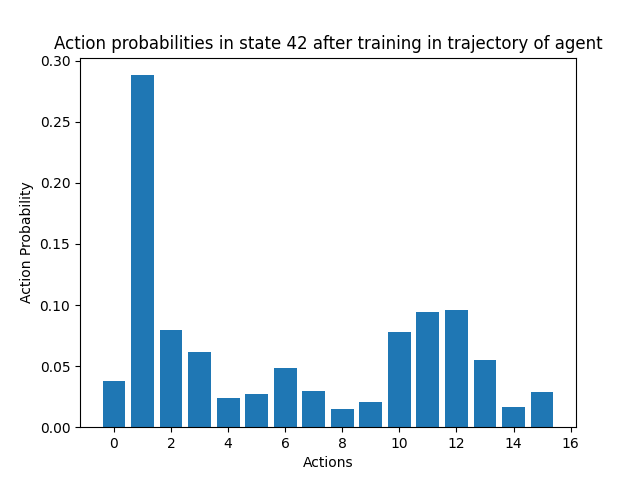 Action probabilities in state 42 after training in trajectory of agent
0.30
0.25
0.20
0.15
0.10
0.05
0.00
Action Probability
0 2 4 6 8 10 12 14 16
Actions